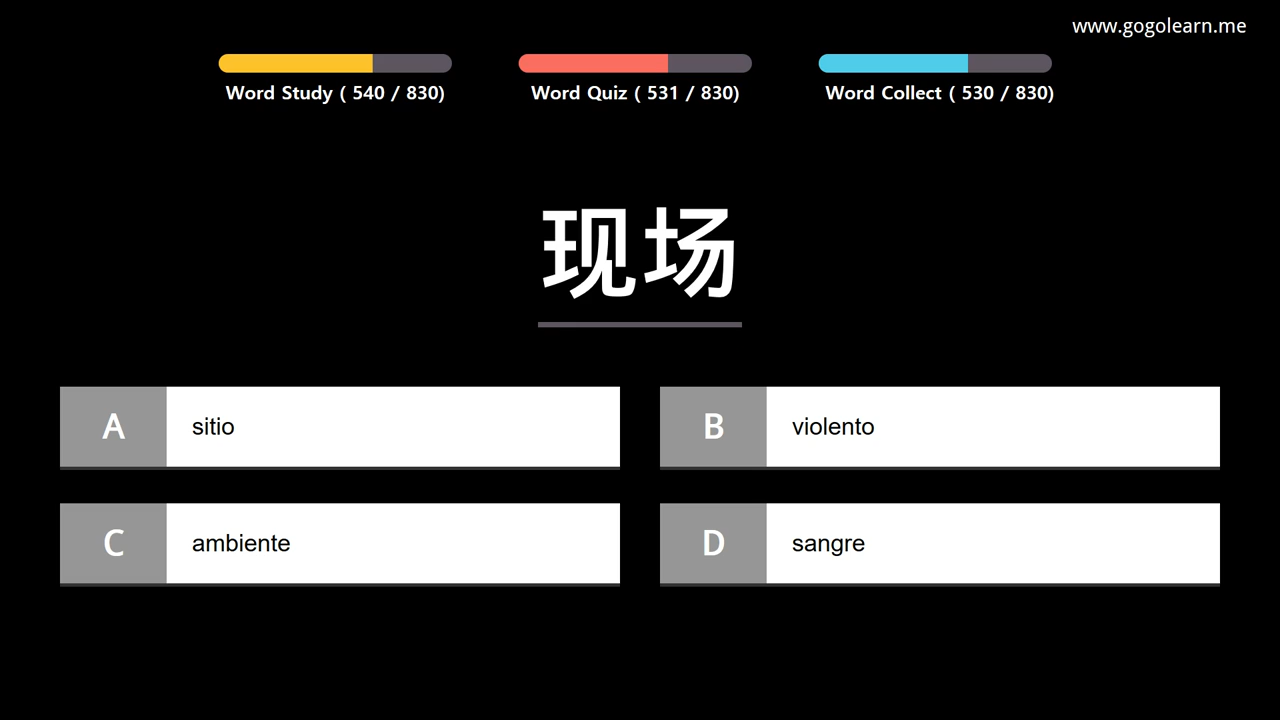 www.gogolearn.me
Word Study ( 540 / 830)
Word Quiz ( 531 / 830)
Word Collect ( 530 / 830)
现场
A sitio
B violento
C ambiente
D sangre